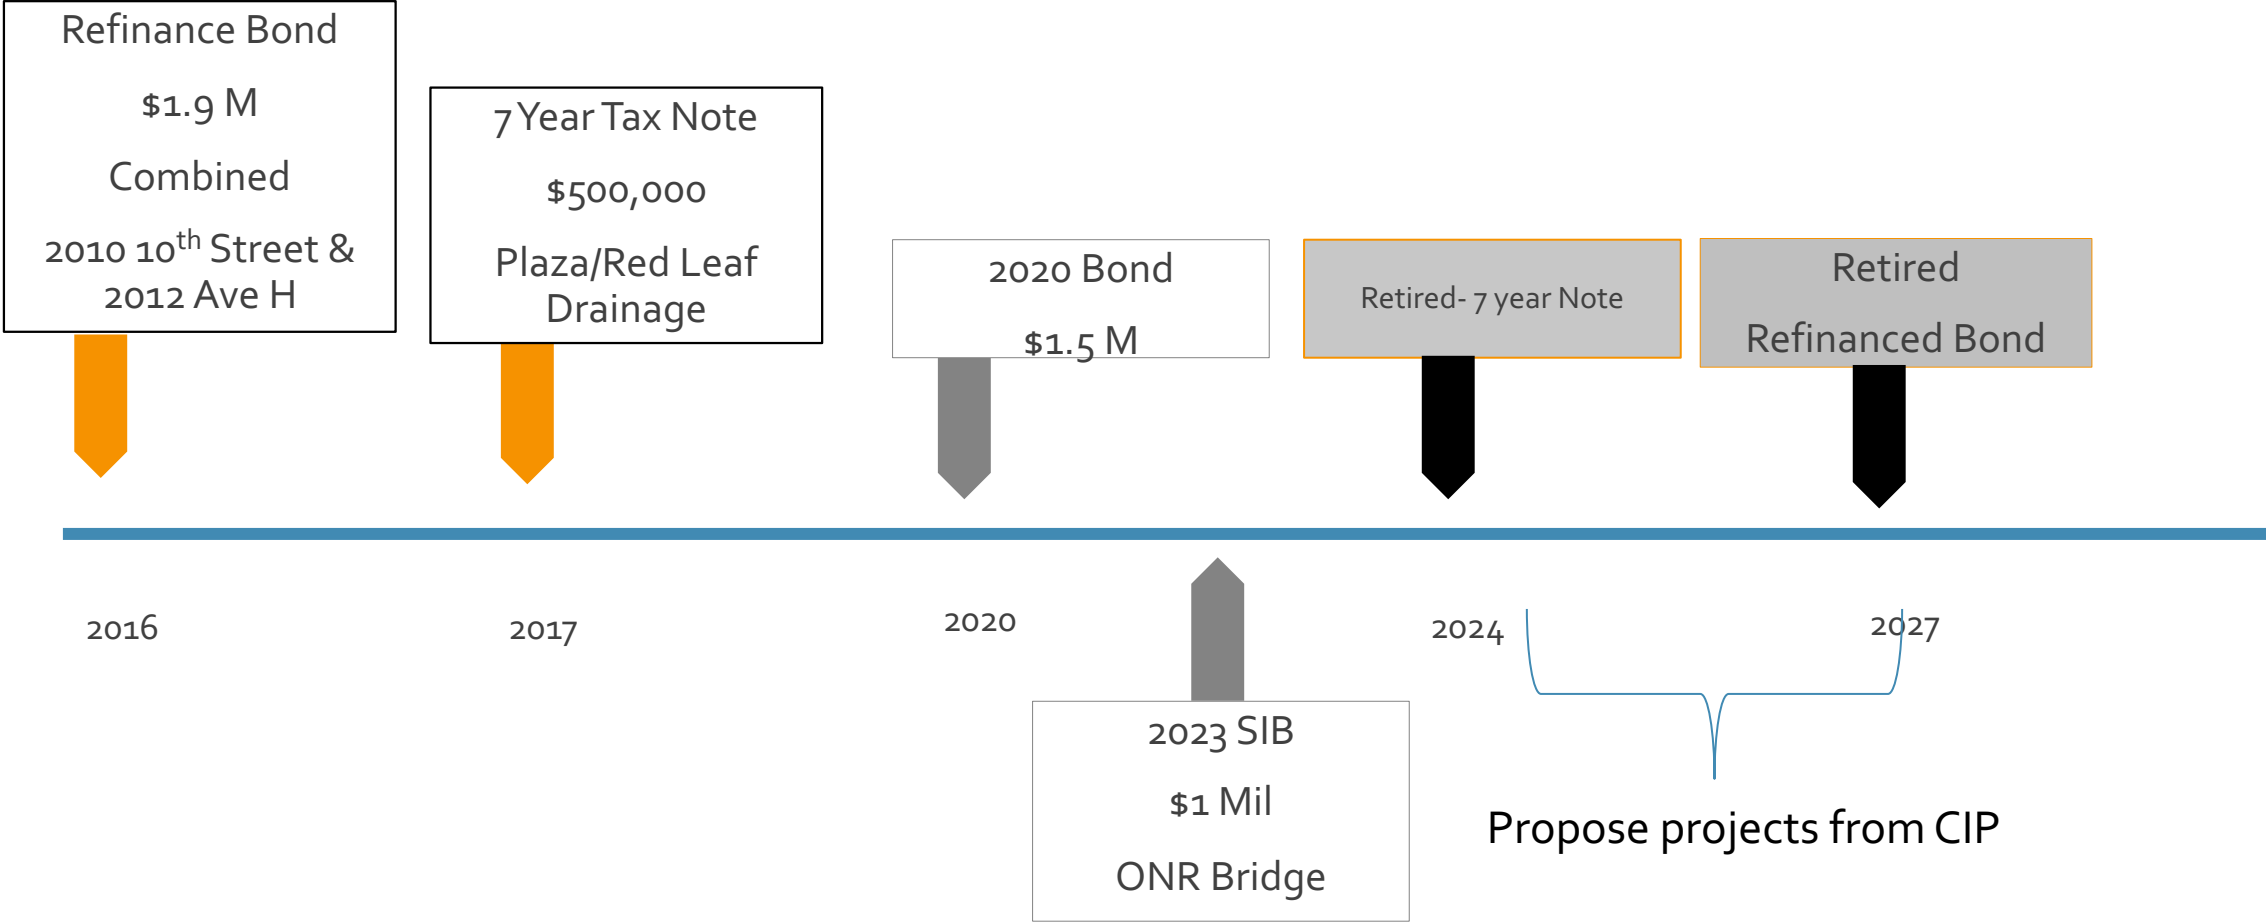 Refinance Bond
$1.9 M
Combined
2010 10th Street &
2012 Ave H
7 Year Tax Note
$500,000
Plaza/Red Leaf
Drainage
2020 Bond
$1.5 M
Retired- 7 year Note
Retired
Refinanced Bond
2016
2017
2020
2024
2027
2023 SIB
$1 Mil
ONR Bridge
Propose projects from CIP